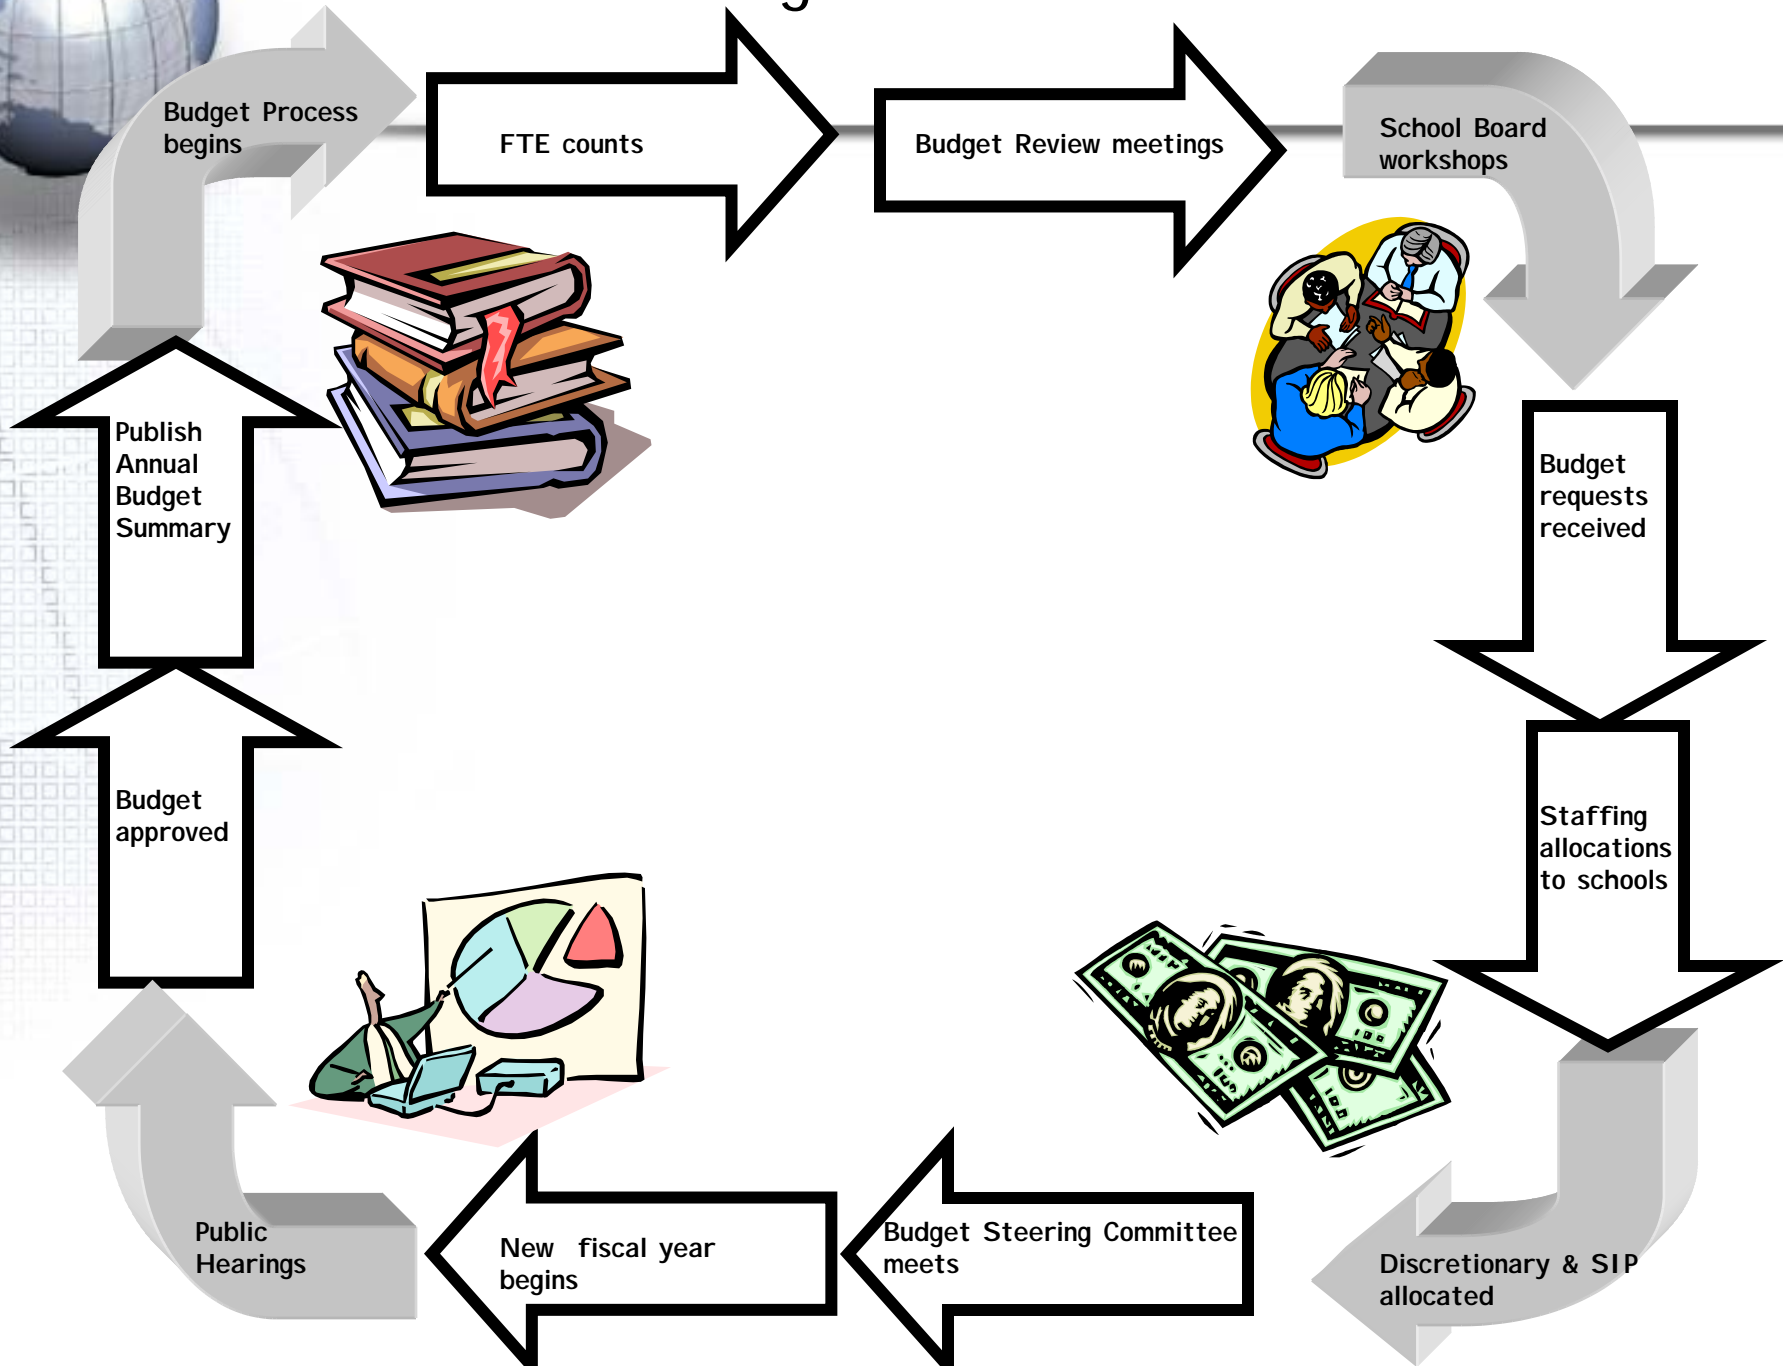 Budget Process
begins
FTE counts
Budget Review meetings
School Board
workshops
Budget
requests
received
Staffing
allocations
to schools
Discretionary & SIP
allocated
Budget Steering Committee
meets
New fiscal year
begins
Public
Hearings
Budget
approved
Publish
Annual
Budget
Summary